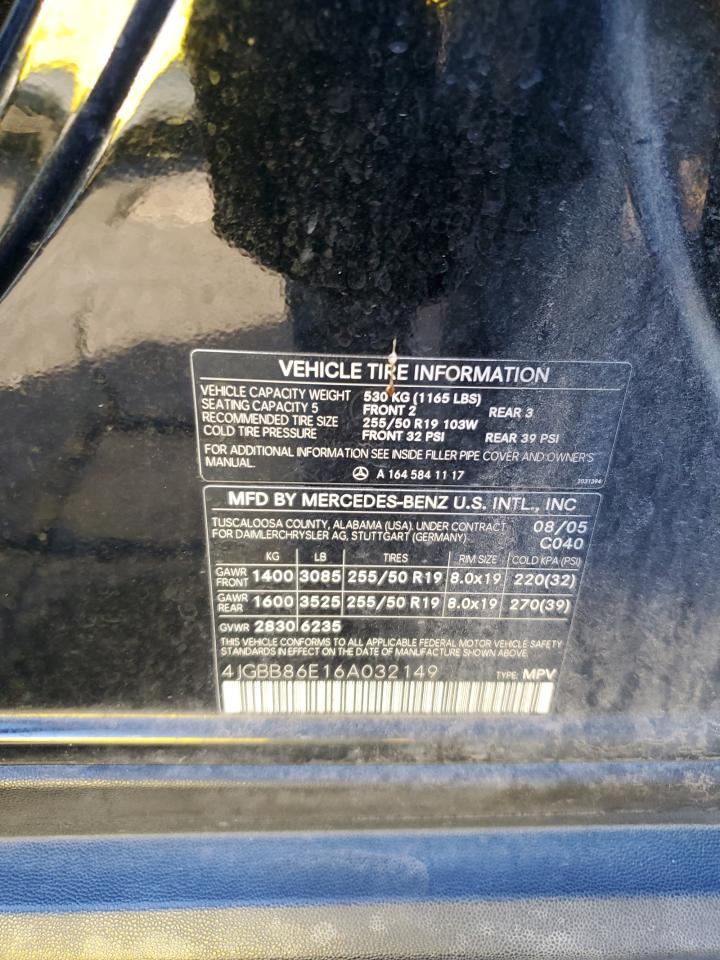 VEHICLE TIRE INFORMATION
VEHICLE CAPACITY WEIGHT 530 KG (1165 LBS)
SEATING CAPACITY 5 FRONT 2 REAR 3
RECOMMENDED TIRE SIZE 255/50 R19 103W
COLD TIRE PRESSURE FRONT 32 PSI REAR 39 PSI
FOR ADDITIONAL INFORMATION SEE INSIDE FILLER PIPE COVER AND OWNER'S
MANUAL.
A 164 584 11 17
MFD BY MERCEDES-BENZ U.S. INTL., INC
TUSCALOOSA COUNTY, ALABAMA (USA), UNDER CONTRACT 08/05
FOR DAIMLERCHRYSLER AG, STUTTGART (GERMANY) C040
KG LB TIRES RIM SIZE COLD KPA (PSI)
GAWR FRONT 1400 3085 255/50 R19 8.0x19 220(32)
GAWR REAR 1600 3525 255/50 R19 8.0x19 270(39)
GVWR 2830 6235
THIS VEHICLE CONFORMS TO ALL APPLICABLE FEDERAL MOTOR VEHICLE SAFETY
STANDARDS IN EFFECT ON THE DATE OF MANUFACTURE SHOWN ABOVE.
4JGBB86E16A032149 TYPE: MPV